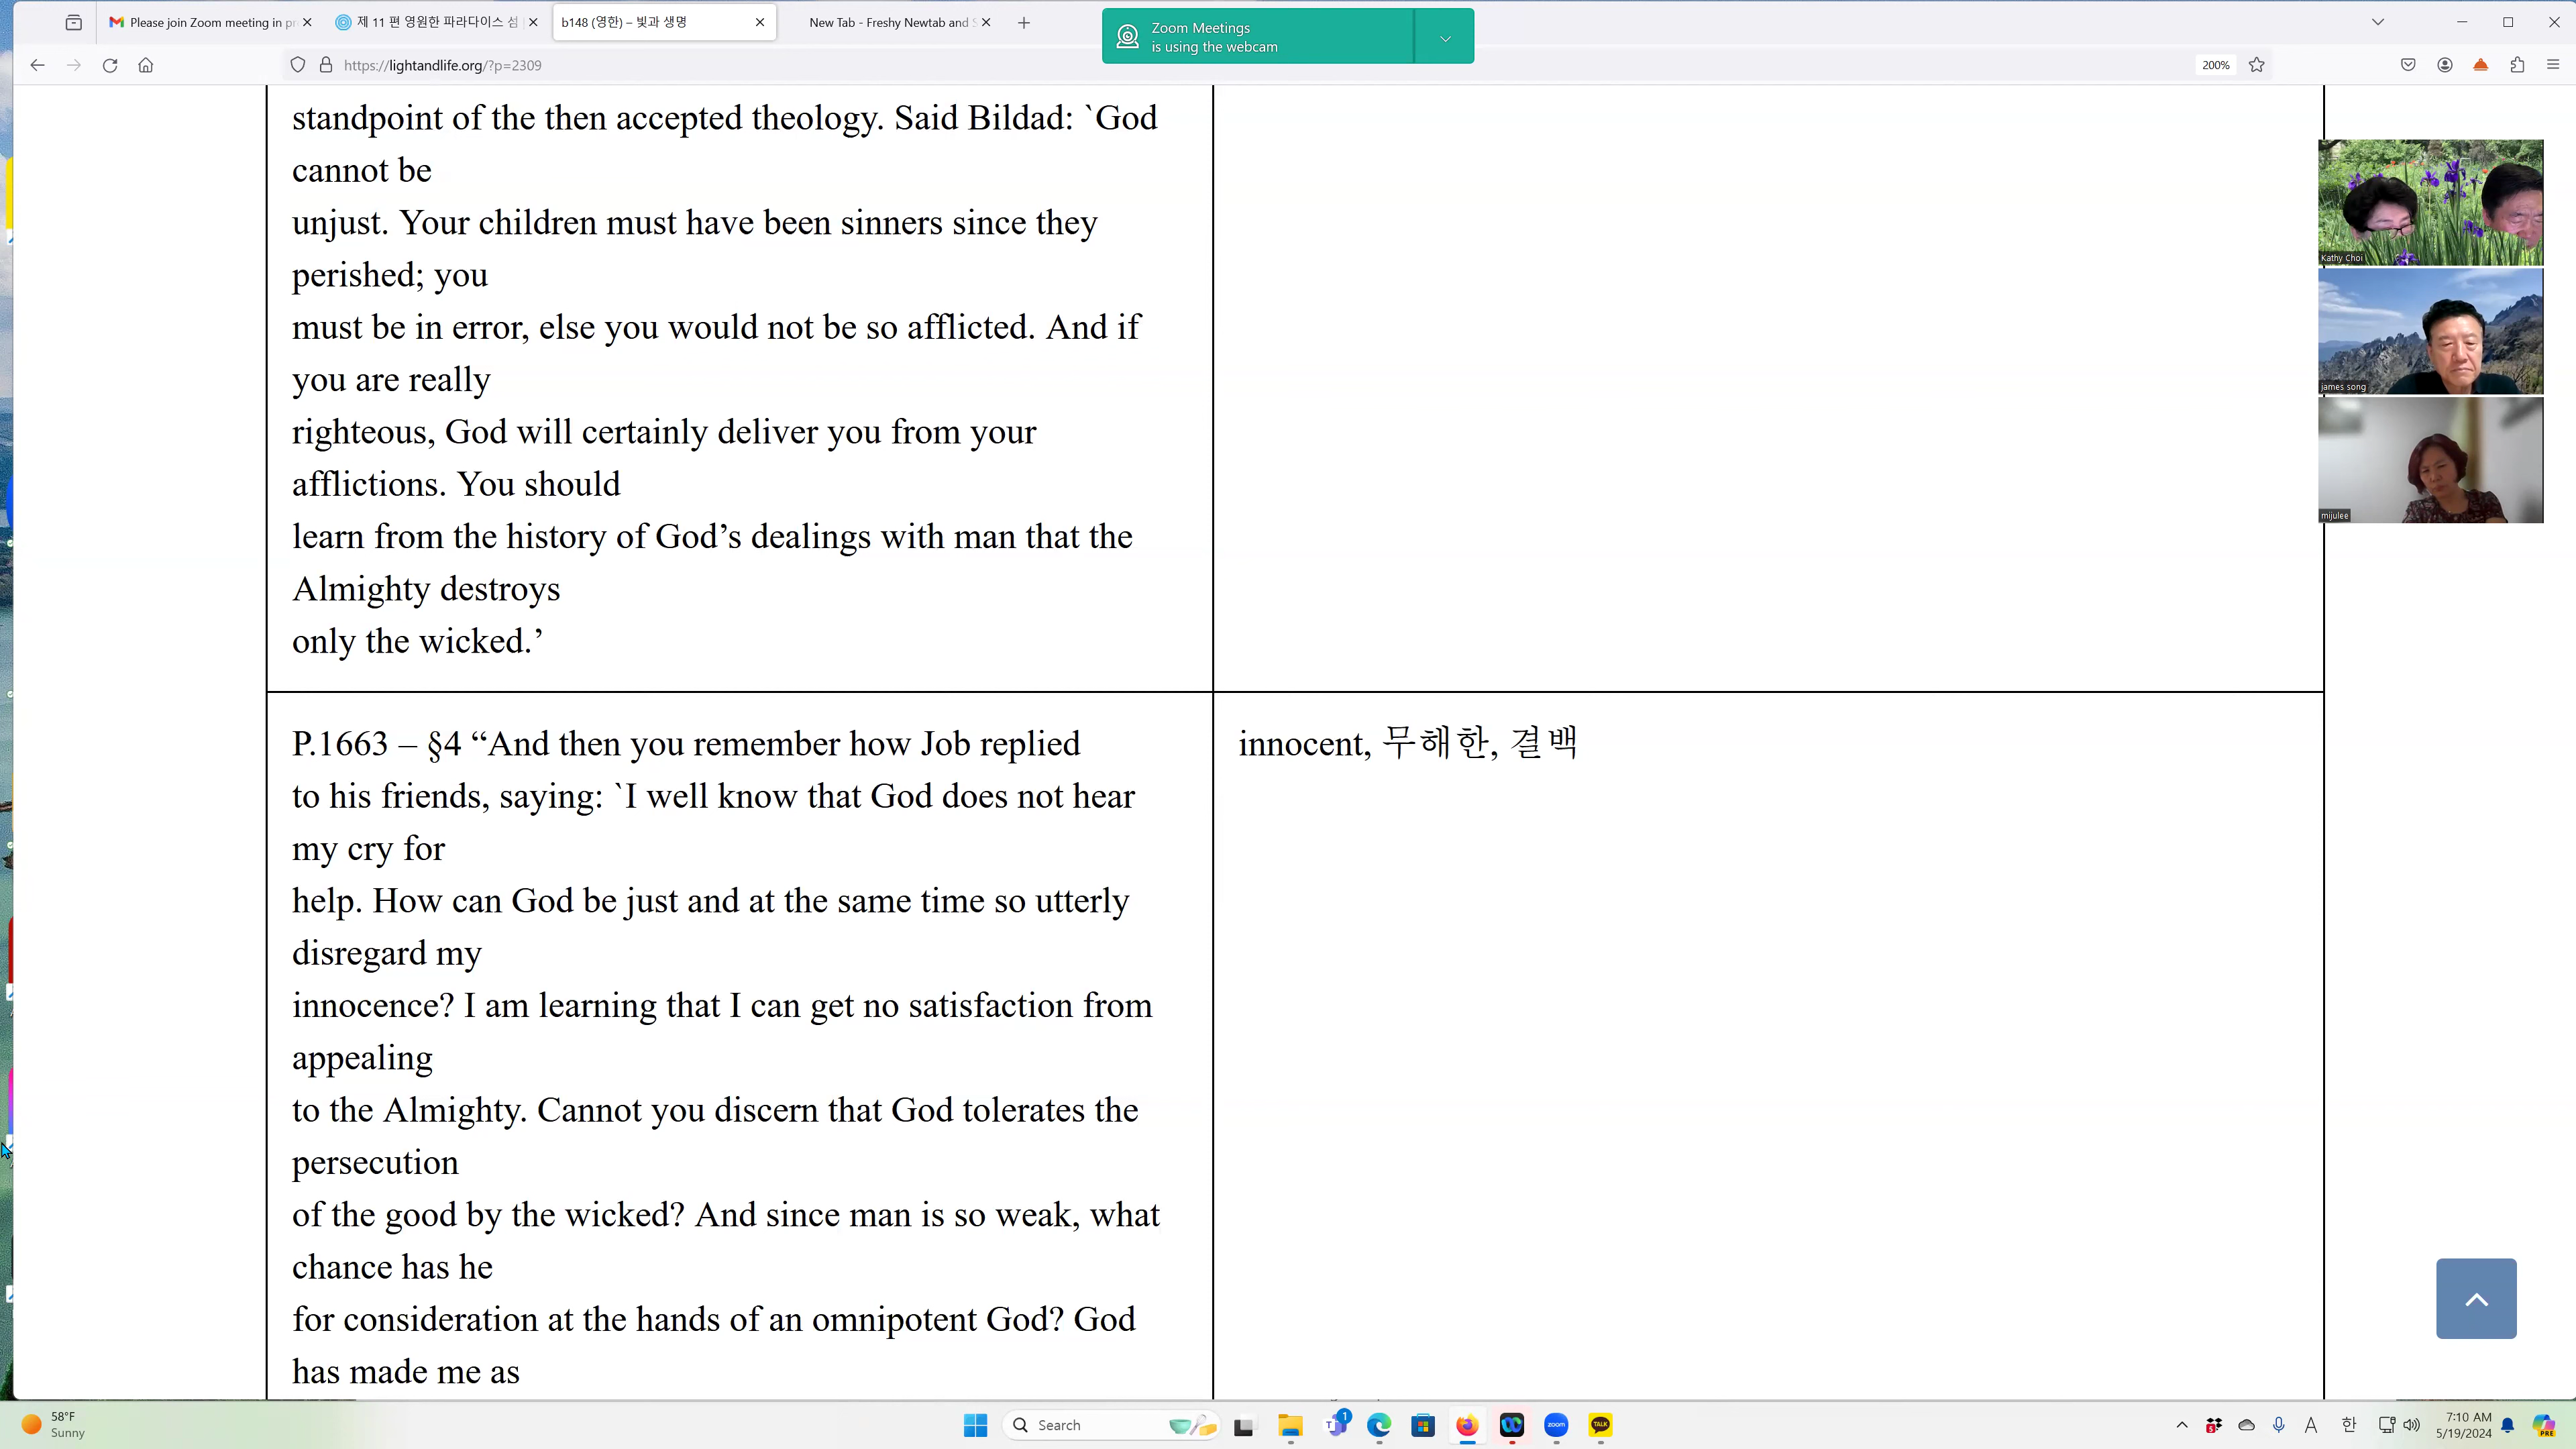 Please join Zoom meeting in pr
제 11 편 영원한 파라다이스 섬
b148 (영한) – 빛과 생명
New Tab - Freshy Newtab and S
Zoom Meetings
is using the webcam
https://lightandlife.org/?p=2309
200%
standpoint of the then accepted theology. Said Bildad: `God
cannot be
unjust. Your children must have been sinners since they
perished; you
must be in error, else you would not be so afflicted. And if
you are really
righteous, God will certainly deliver you from your
afflictions. You should
learn from the history of God’s dealings with man that the
Almighty destroys
only the wicked.’
P.1663 – §4 “And then you remember how Job replied
to his friends, saying: `I well know that God does not hear
my cry for
help. How can God be just and at the same time so utterly
disregard my
innocence? I am learning that I can get no satisfaction from
appealing
to the Almighty. Cannot you discern that God tolerates the
persecution
of the good by the wicked? And since man is so weak, what
chance has he
for consideration at the hands of an omnipotent God? God
has made me as
innocent, 무해한, 결백
Kathy Choi
james song
mijulee
58°F
Sunny
Search
1
zoom
TALK
A
한
7:10 AM
5/19/2024
PRE